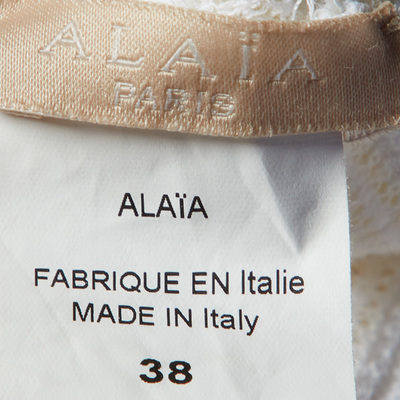 ALAÏA
PARIS
ALAïA
FABRIQUE EN Italie
MADE IN Italy
38